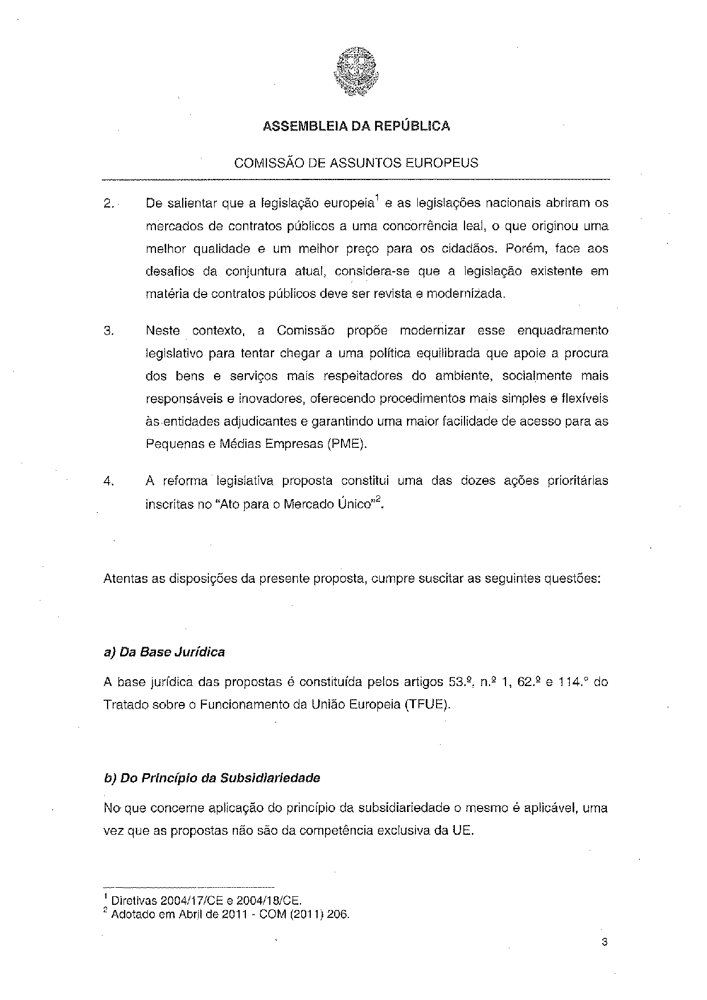 ASSEMBLEIA DA REPÚBLICA
COMISSÃO DE ASSUNTOS EUROPEUS
2. De salientar que a legislação europeia¹ e as legislações nacionais abriram os
mercados de contratos públicos a uma concorrência leal, o que originou uma
melhor qualidade e um melhor preço para os cidadãos. Porém, face aos
desafios da conjuntura atual, considera-se que a legislação existente em
matéria de contratos públicos deve ser revista e modernizada.
3. Neste contexto, a Comissão propõe modernizar esse enquadramento
legislativo para tentar chegar a uma política equilibrada que apoie a procura
dos bens e serviços mais respeitadores do ambiente, socialmente mais
responsáveis e inovadores, oferecendo procedimentos mais simples e flexíveis
às entidades adjudicantes e garantindo uma maior facilidade de acesso para as
Pequenas e Médias Empresas (PME).
4. A reforma legislativa proposta constitui uma das dozes ações prioritárias
inscritas no “Ato para o Mercado Único”².
Atentas as disposições da presente proposta, cumpre suscitar as seguintes questões:
a) Da Base Jurídica
A base jurídica das propostas é constituída pelos artigos 53.º, n.º 1, 62.º e 114.° do
Tratado sobre o Funcionamento da União Europeia (TFUE).
b) Do Princípio da Subsidiariedade
No que concerne aplicação do princípio da subsidiariedade o mesmo é aplicável, uma
vez que as propostas não são da competência exclusiva da UE.
¹ Diretivas 2004/17/CE e 2004/18/CE.
² Adotado em Abril de 2011 - COM (2011) 206.
3